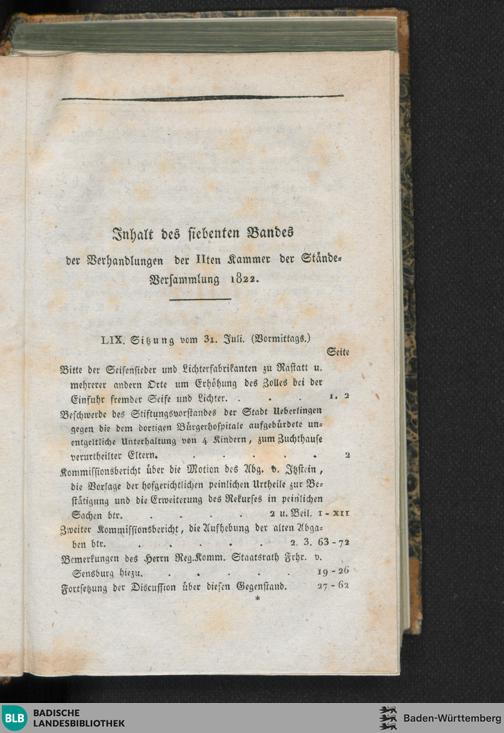 Inhalt des siebenten Bandes
der Verhandlungen der IIten Kammer der Stände-
Versammlung 1822.
LIX. Sitzung vom 31. Juli. (Vormittags.)
Seite
Bitte der Seifensieder und Lichterfabrikanten zu Rastatt u.
mehrerer andern Orte um Erhöhung des Zolles bei der
Einfuhr fremder Seife und Lichter. . . . 1. 2
Beschwerde des Stiftungsvorstandes der Stadt Ueberlingen
gegen die dem dortigen Bürgerhospitale aufgebürdete un-
entgeltliche Unterhaltung von 4 Kindern, zum Zuchthause
verurtheilter Eltern. . . . . . 2
Kommissionsbericht über die Motion des Abg. v. Itzstein,
die Vorlage der hofgerichtlichen peinlichen Urtheile zur Be-
stätigung und die Erweiterung des Rekurses in peinlichen
Sachen btr. . . . . 2 u. Beil. I-XII
Zweiter Kommissionsbericht, die Aufhebung der alten Abga-
ben btr. . . . . . 2. 3. 63-72
Bemerkungen des Herrn Reg.Komm. Staatsrath Frhr. v.
Sensburg hiezu. . . . . . 19-26
Fortsetzung der Discussion über diesen Gegenstand. 27-62
*
BLB BADISCHE
LANDESBIBLIOTHEK
Baden-Württemberg